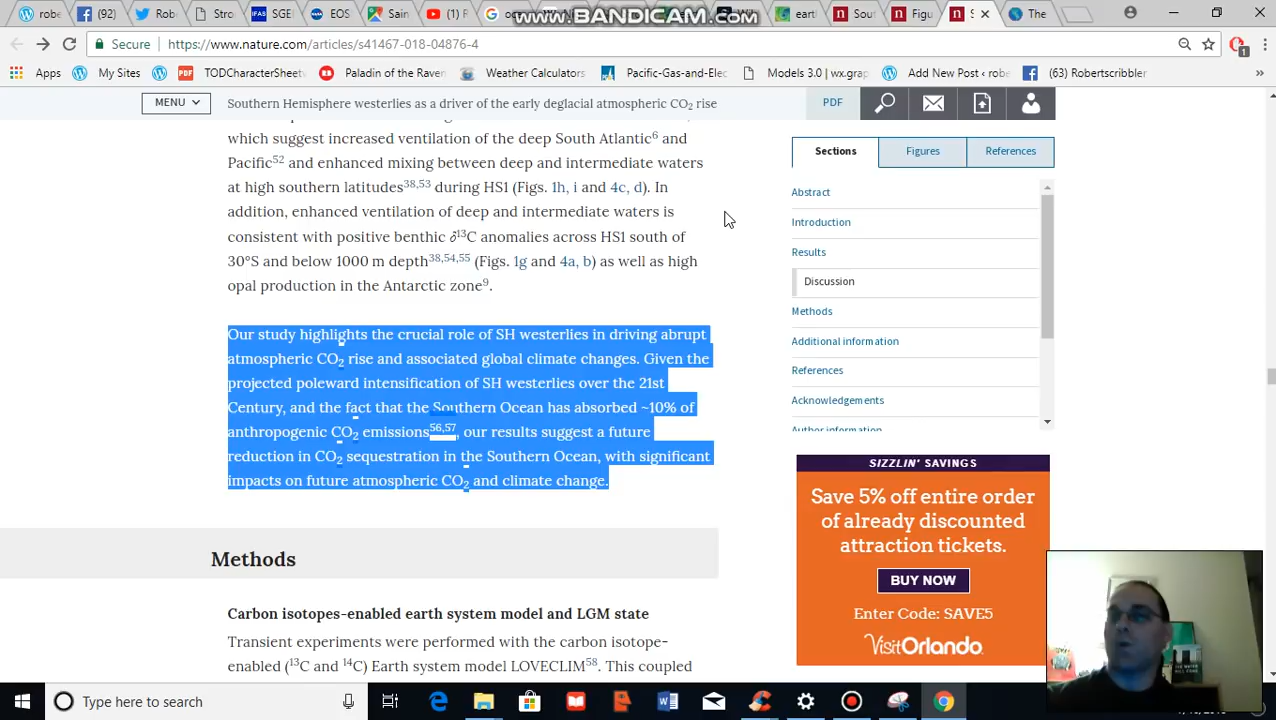 www.BANDICAM.com
robe
Pro
Rob
Stro
*SGE
EOS
Sains
(1) R
Figu
S
The
Secure
https://www.nature.com/articles/s41467-018-04876-4
1
Apps
My Sites
TODCharacterSheet
Paladin of the Raven
Weather Calculators
Pacific-Gas-and-Elec
Models 3.0 | wx.grap
Add New Post ‹ robe
(63) Robertscribbler
»
MENU
Southern Hemisphere westerlies as a driver of the early deglacial atmospheric CO₂ rise
PDF
which suggest increased ventilation of the deep South Atlantic⁶ and
Pacific⁵² and enhanced mixing between deep and intermediate waters
at high southern latitudes³⁸,⁵³ during HS1 (Figs. 1h, i and 4c, d). In
addition, enhanced ventilation of deep and intermediate waters is
consistent with positive benthic δ¹³C anomalies across HS1 south of
30°S and below 1000 m depth³⁸,⁵⁴,⁵⁵ (Figs. 1g and 4a, b) as well as high
opal production in the Antarctic zone⁹.
Our study highlights the crucial role of SH westerlies in driving abrupt
atmospheric CO₂ rise and associated global climate changes. Given the
projected poleward intensification of SH westerlies over the 21st
Century, and the fact that the Southern Ocean has absorbed ~10% of
anthropogenic CO₂ emissions⁵⁶,⁵⁷, our results suggest a future
reduction in CO₂ sequestration in the Southern Ocean, with significant
impacts on future atmospheric CO₂ and climate change.
Methods
Carbon isotopes-enabled earth system model and LGM state
Transient experiments were performed with the carbon isotope-
enabled (¹³C and ¹⁴C) Earth system model LOVECLIM⁵⁸. This coupled
Sections
Figures
References
Abstract
Introduction
Results
Discussion
Methods
Additional information
References
Acknowledgements
Author information
SIZZLIN' SAVINGS
Save 5% off entire order
of already discounted
attraction tickets.
BUY NOW
Enter Code: SAVE5
VisitOrlando.
Type here to search